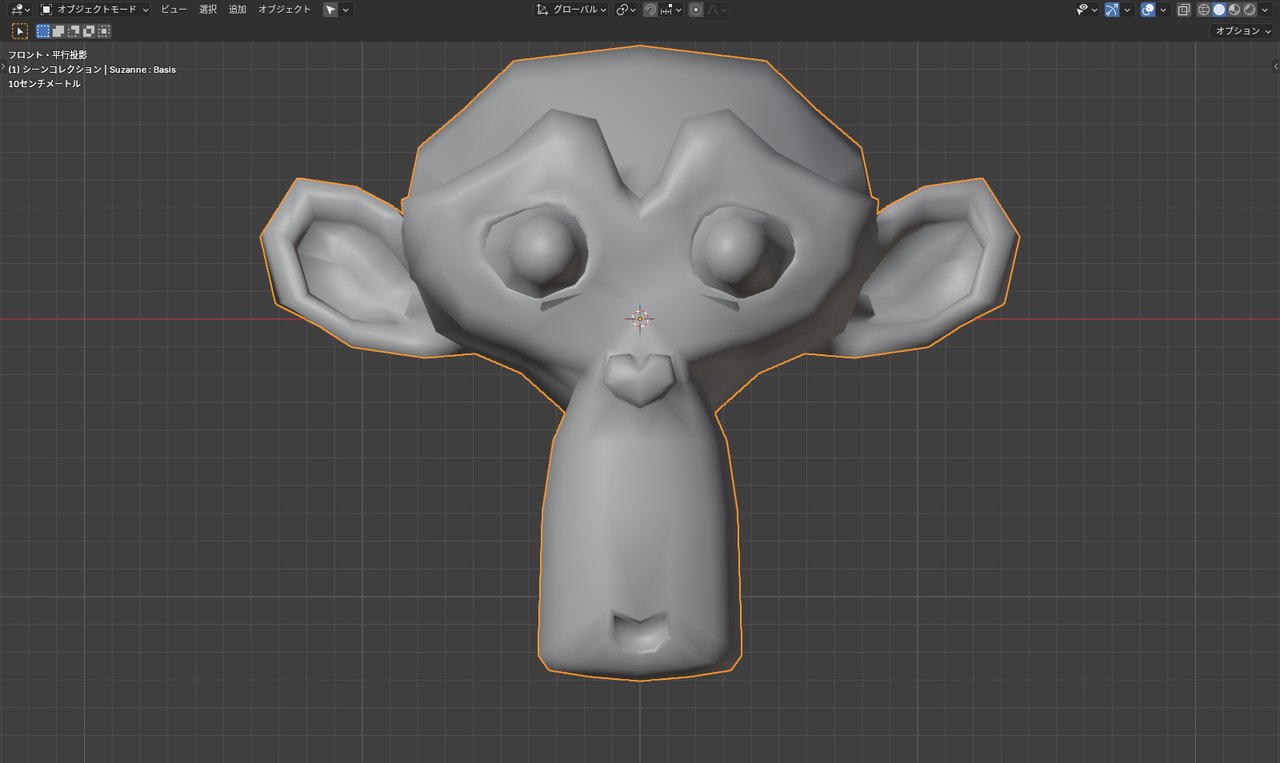 オブジェクトモード ビュー 選択 追加 オブジェクト グローバル
オプション
フロント・平行投影
(1) シーンコレクション | Suzanne : Basis
10センチメートル